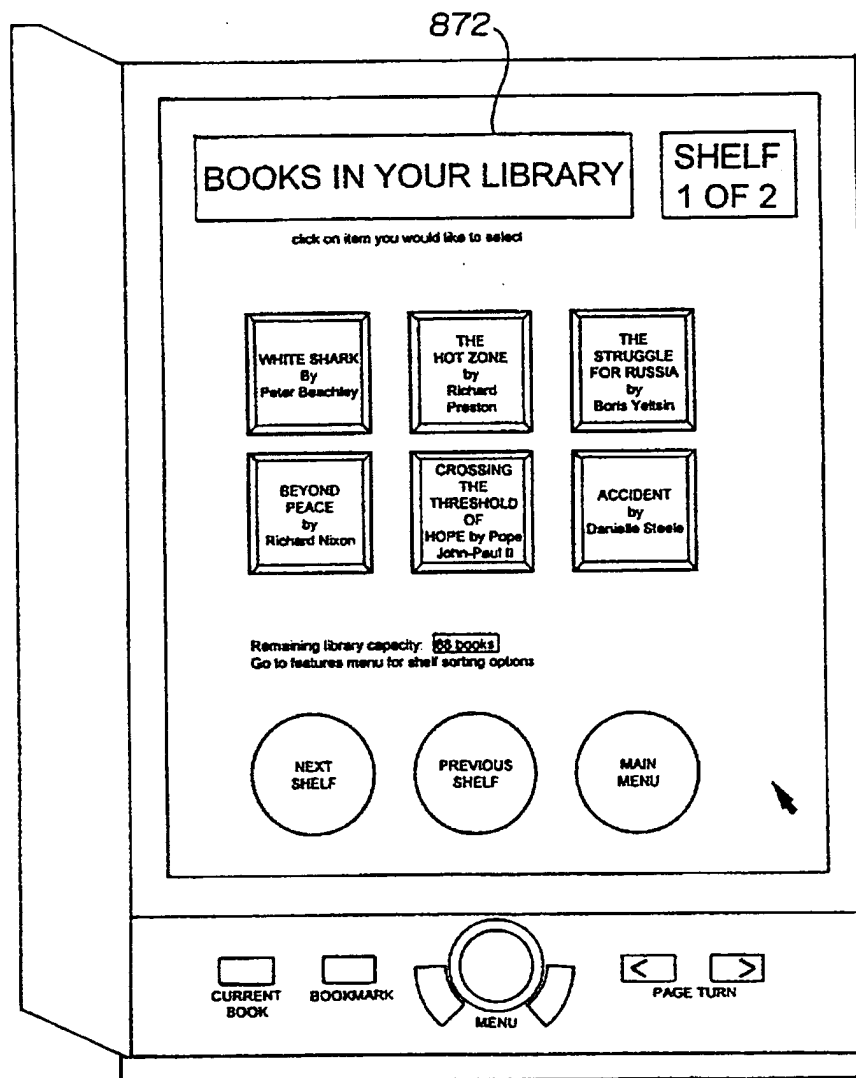 872
BOOKS IN YOUR LIBRARY
SHELF
1 OF 2
click on item you would like to select
WHITE SHARK
By
Peter Beachley
THE
HOT ZONE
by
Richard
Preston
THE
STRUGGLE
FOR RUSSIA
by
Boris Yeltsin
BEYOND
PEACE
by
Richard Nixon
CROSSING
THE
THRESHOLD
OF
HOPE by Pope
John-Paul II
ACCIDENT
by
Danielle Steele
Remaining library capacity: books
Go to features menu for shelf sorting options
NEXT
SHELF
PREVIOUS
SHELF
MAIN
MENU
CURRENT
BOOK
BOOKMARK
MENU
< >
PAGE TURN